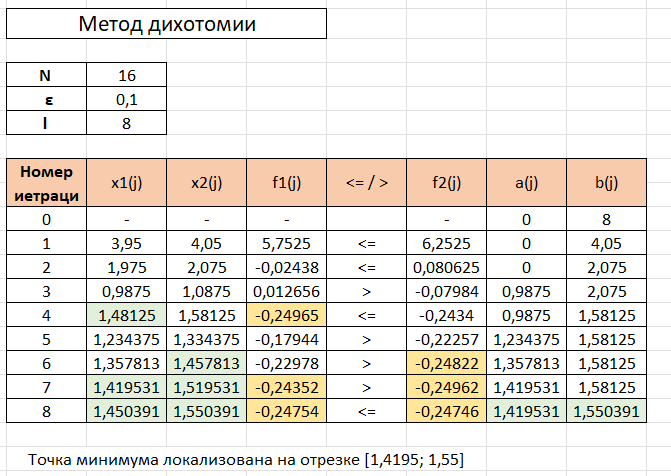 Метод дихотомии
N 16
ε 0,1
l 8
Номер иетраци x1(j) x2(j) f1(j) <= / > f2(j) a(j) b(j)
0 - - - - 0 8
1 3,95 4,05 5,7525 <= 6,2525 0 4,05
2 1,975 2,075 -0,02438 <= 0,080625 0 2,075
3 0,9875 1,0875 0,012656 > -0,07984 0,9875 2,075
4 1,48125 1,58125 -0,24965 <= -0,2434 0,9875 1,58125
5 1,234375 1,334375 -0,17944 > -0,22257 1,234375 1,58125
6 1,357813 1,457813 -0,22978 > -0,24822 1,357813 1,58125
7 1,419531 1,519531 -0,24352 > -0,24962 1,419531 1,58125
8 1,450391 1,550391 -0,24754 <= -0,24746 1,419531 1,550391
Точка минимума локализована на отрезке [1,4195; 1,55]